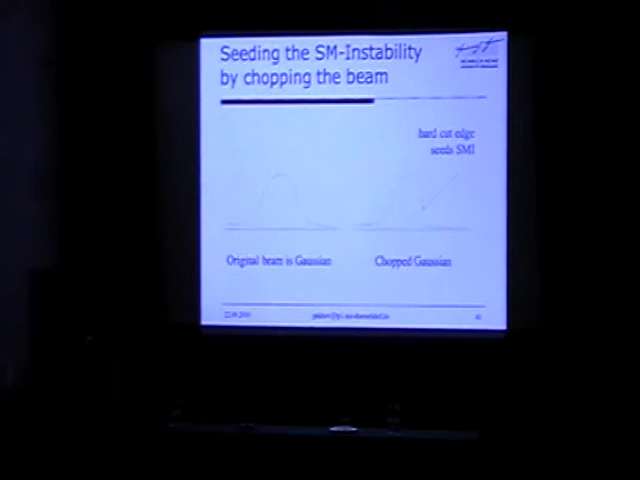 Seeding the SM-Instability
by chopping the beam
hard cut edge
seeds SMI
Original beam is Gaussian
Chopped Gaussian